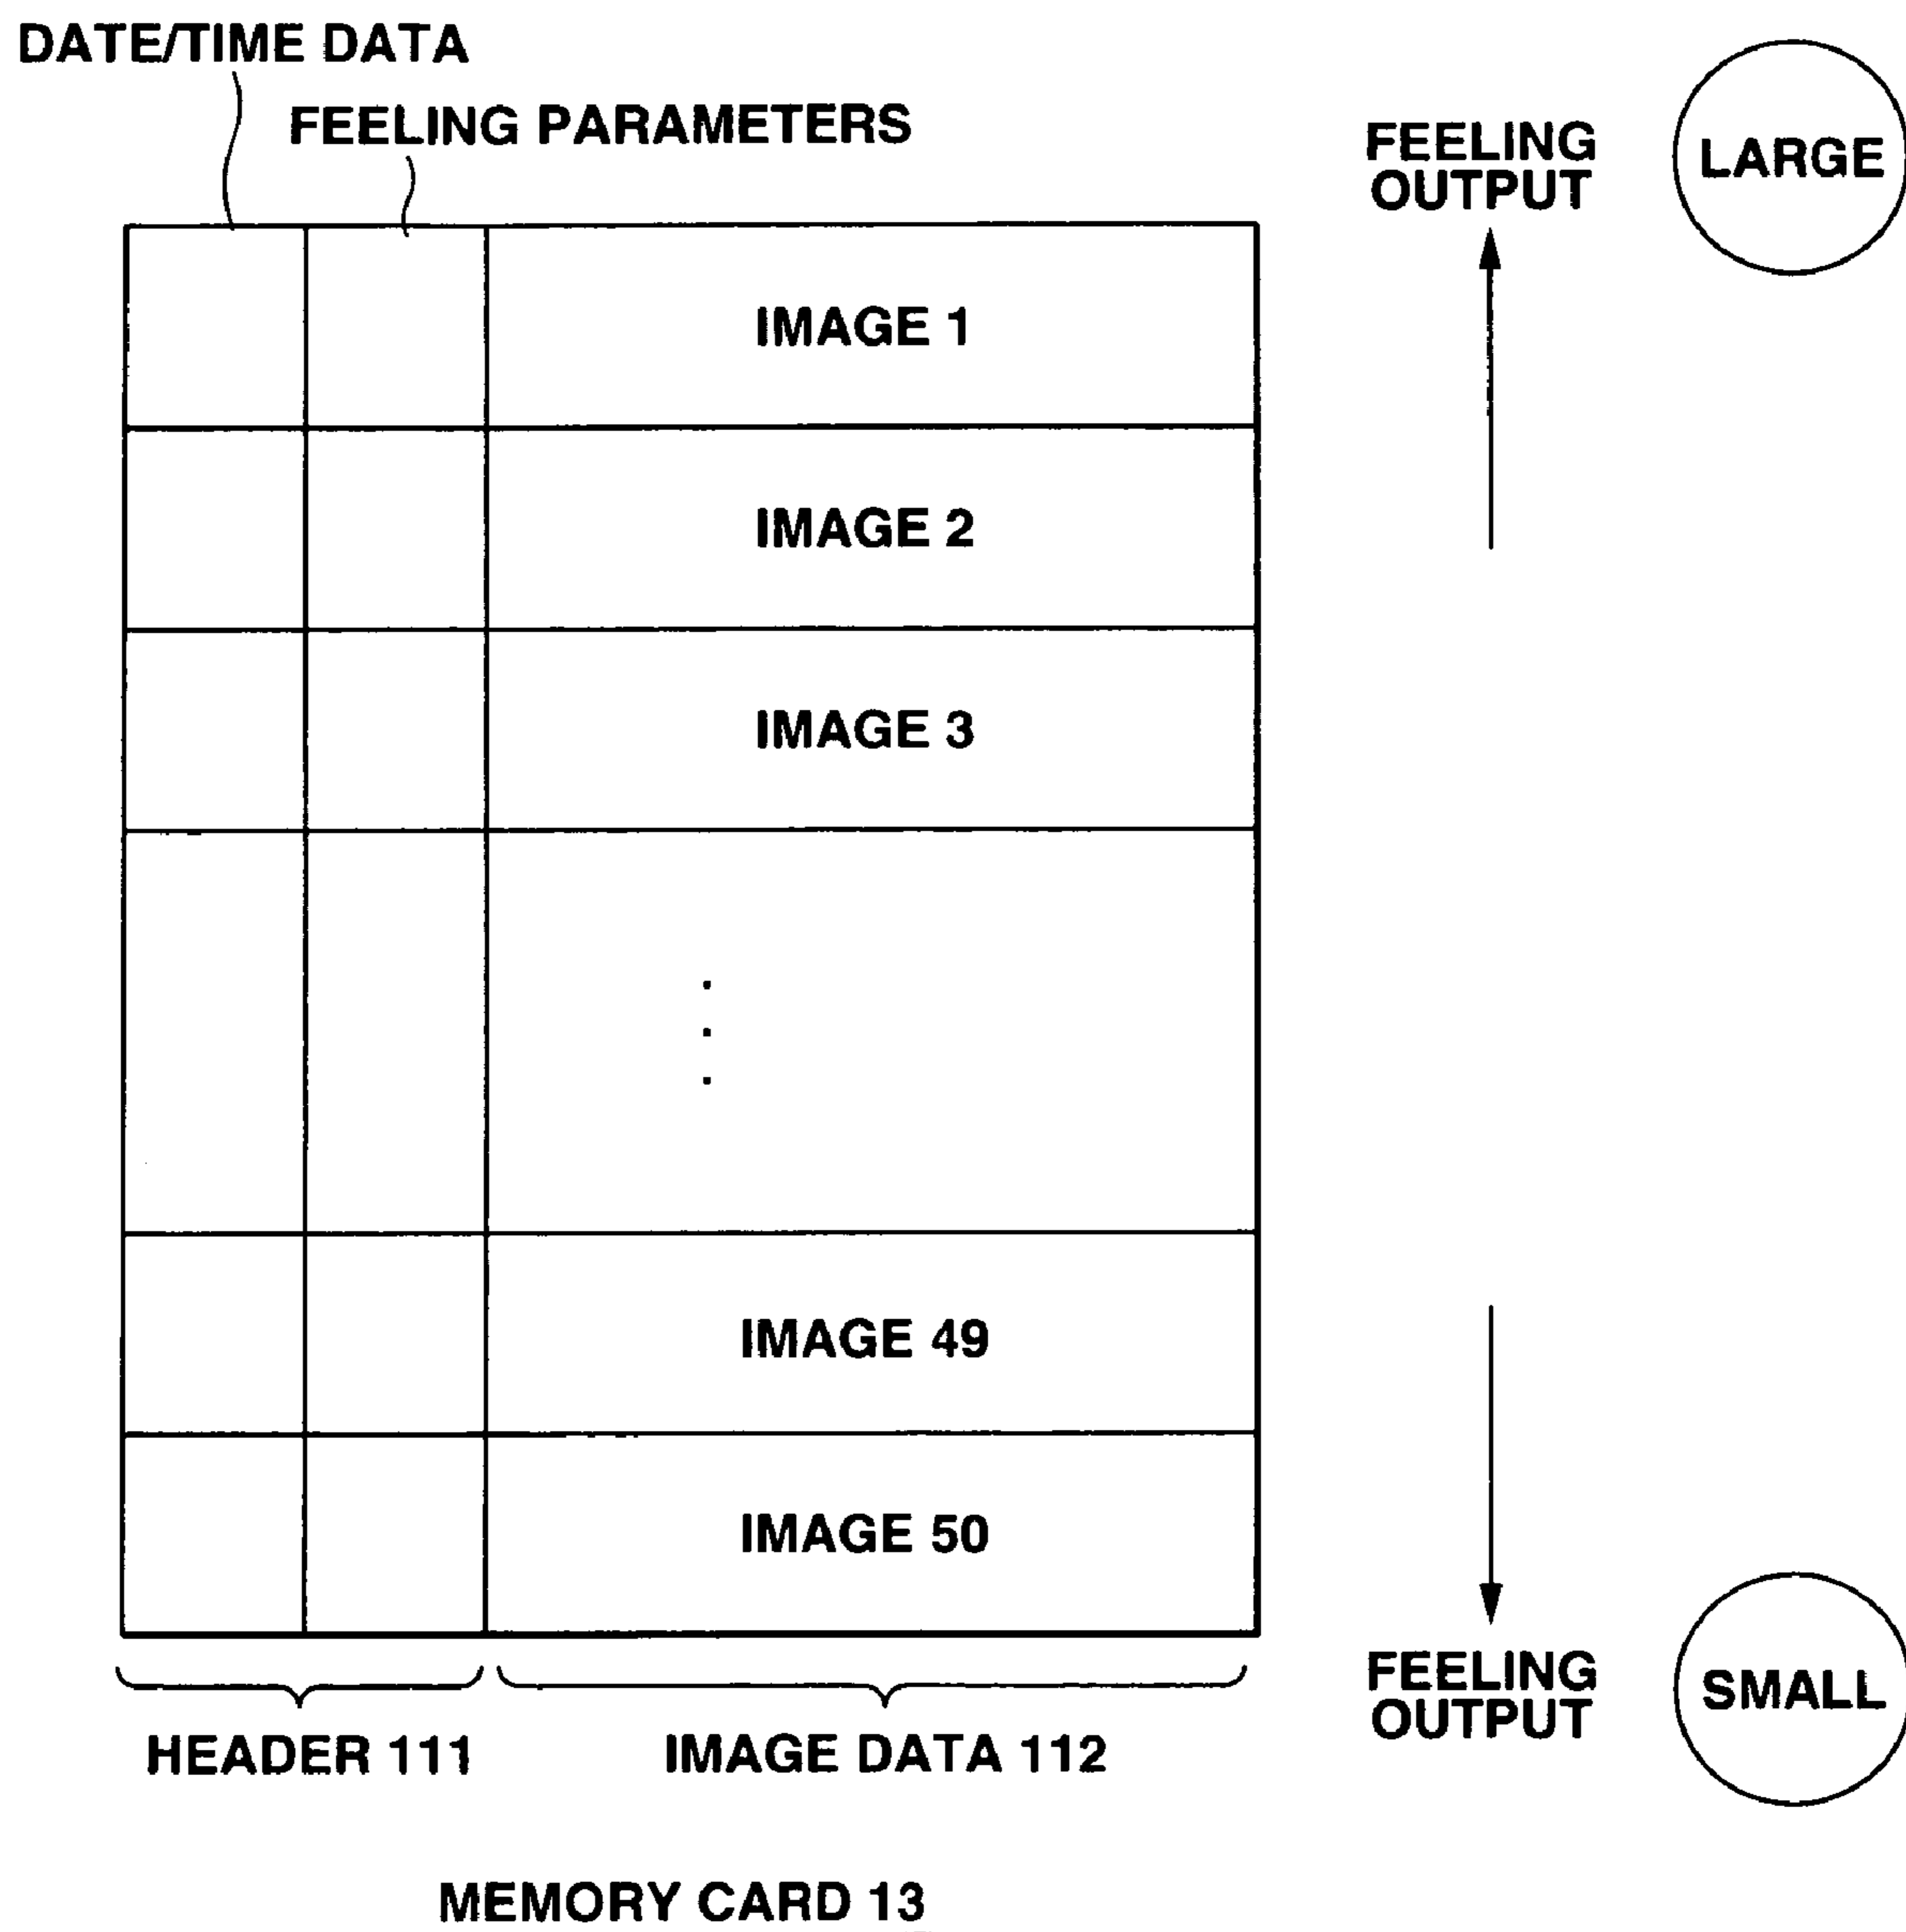 DATE/TIME DATA
FEELING PARAMETERS
FEELING
OUTPUT
LARGE
IMAGE 1
IMAGE 2
IMAGE 3
.
.
.
IMAGE 49
IMAGE 50
FEELING
OUTPUT
SMALL
HEADER 111
IMAGE DATA 112
MEMORY CARD 13